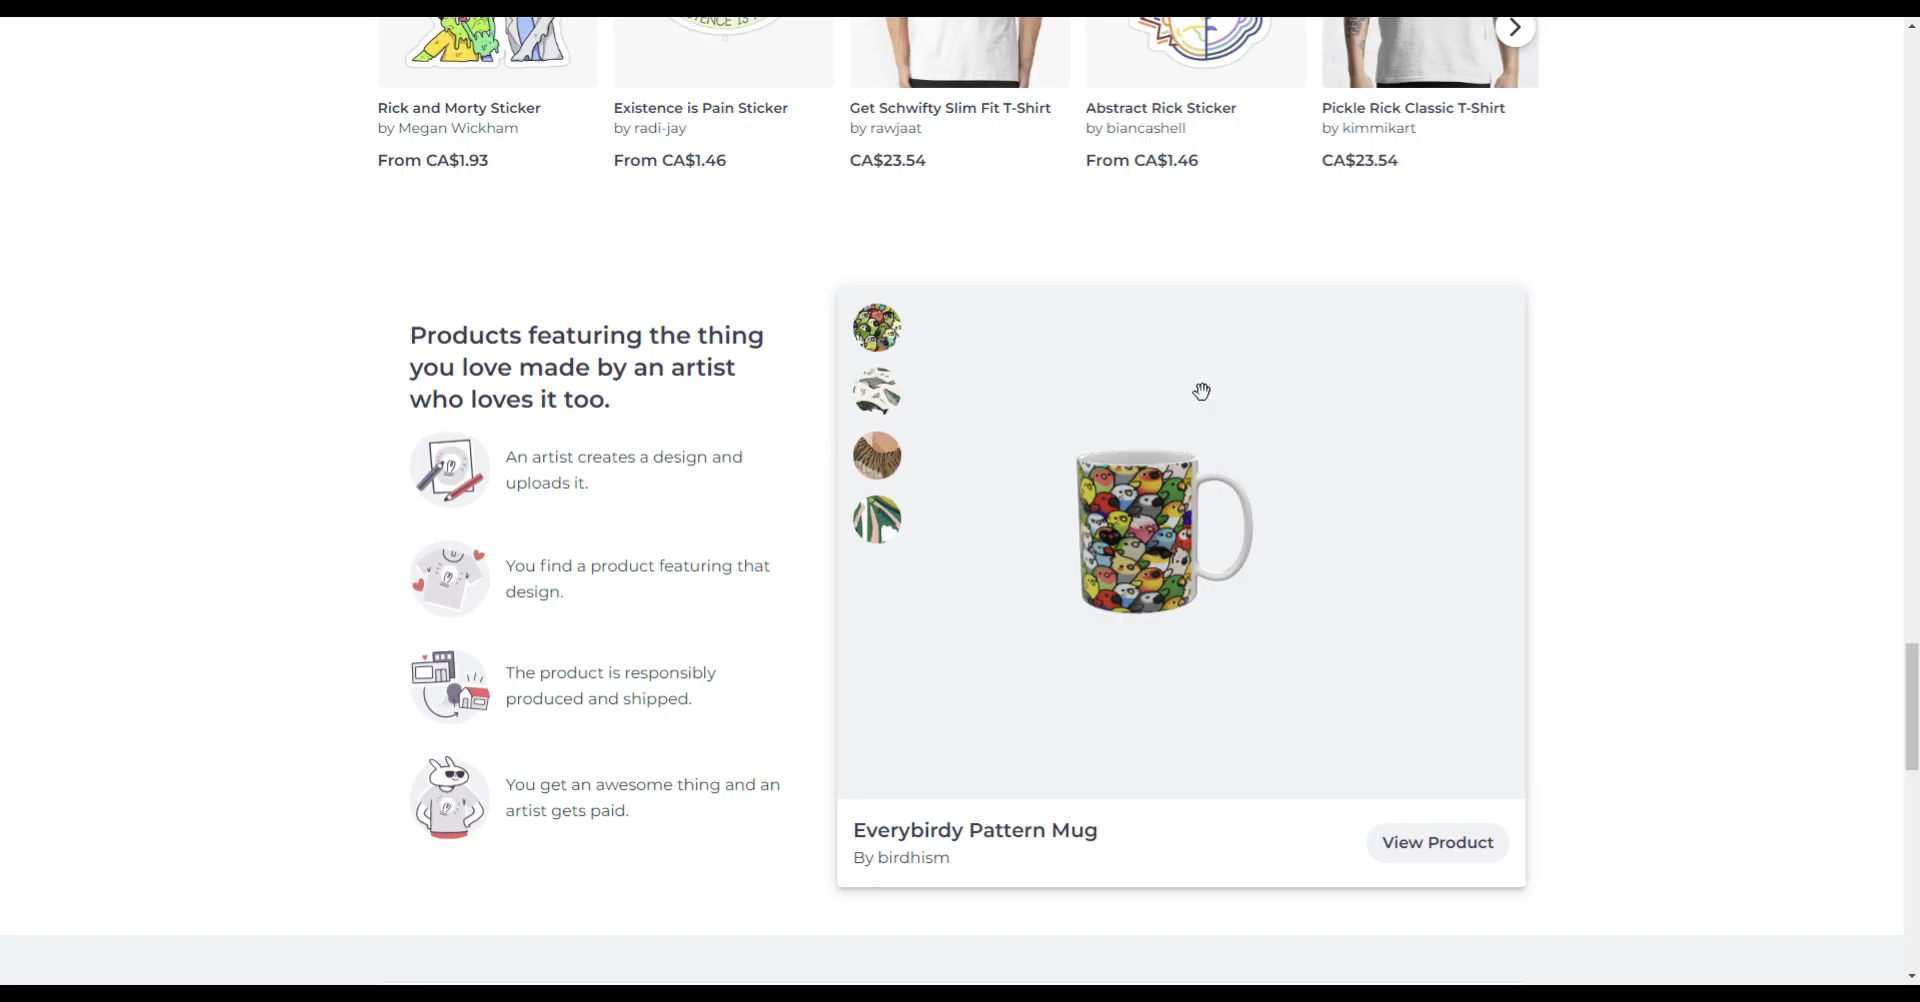 TENCE IS
Rick and Morty Sticker
by Megan Wickham
From CA$1.93
Existence is Pain Sticker
by radi-jay
From CA$1.46
Get Schwifty Slim Fit T-Shirt
by rawjaat
CA$23.54
Abstract Rick Sticker
by biancashell
From CA$1.46
Pickle Rick Classic T-Shirt
by kimmikart
CA$23.54
Products featuring the thing
you love made by an artist
who loves it too.
An artist creates a design and
uploads it.
You find a product featuring that
design.
The product is responsibly
produced and shipped.
You get an awesome thing and an
artist gets paid.
Everybirdy Pattern Mug
By birdhism
View Product